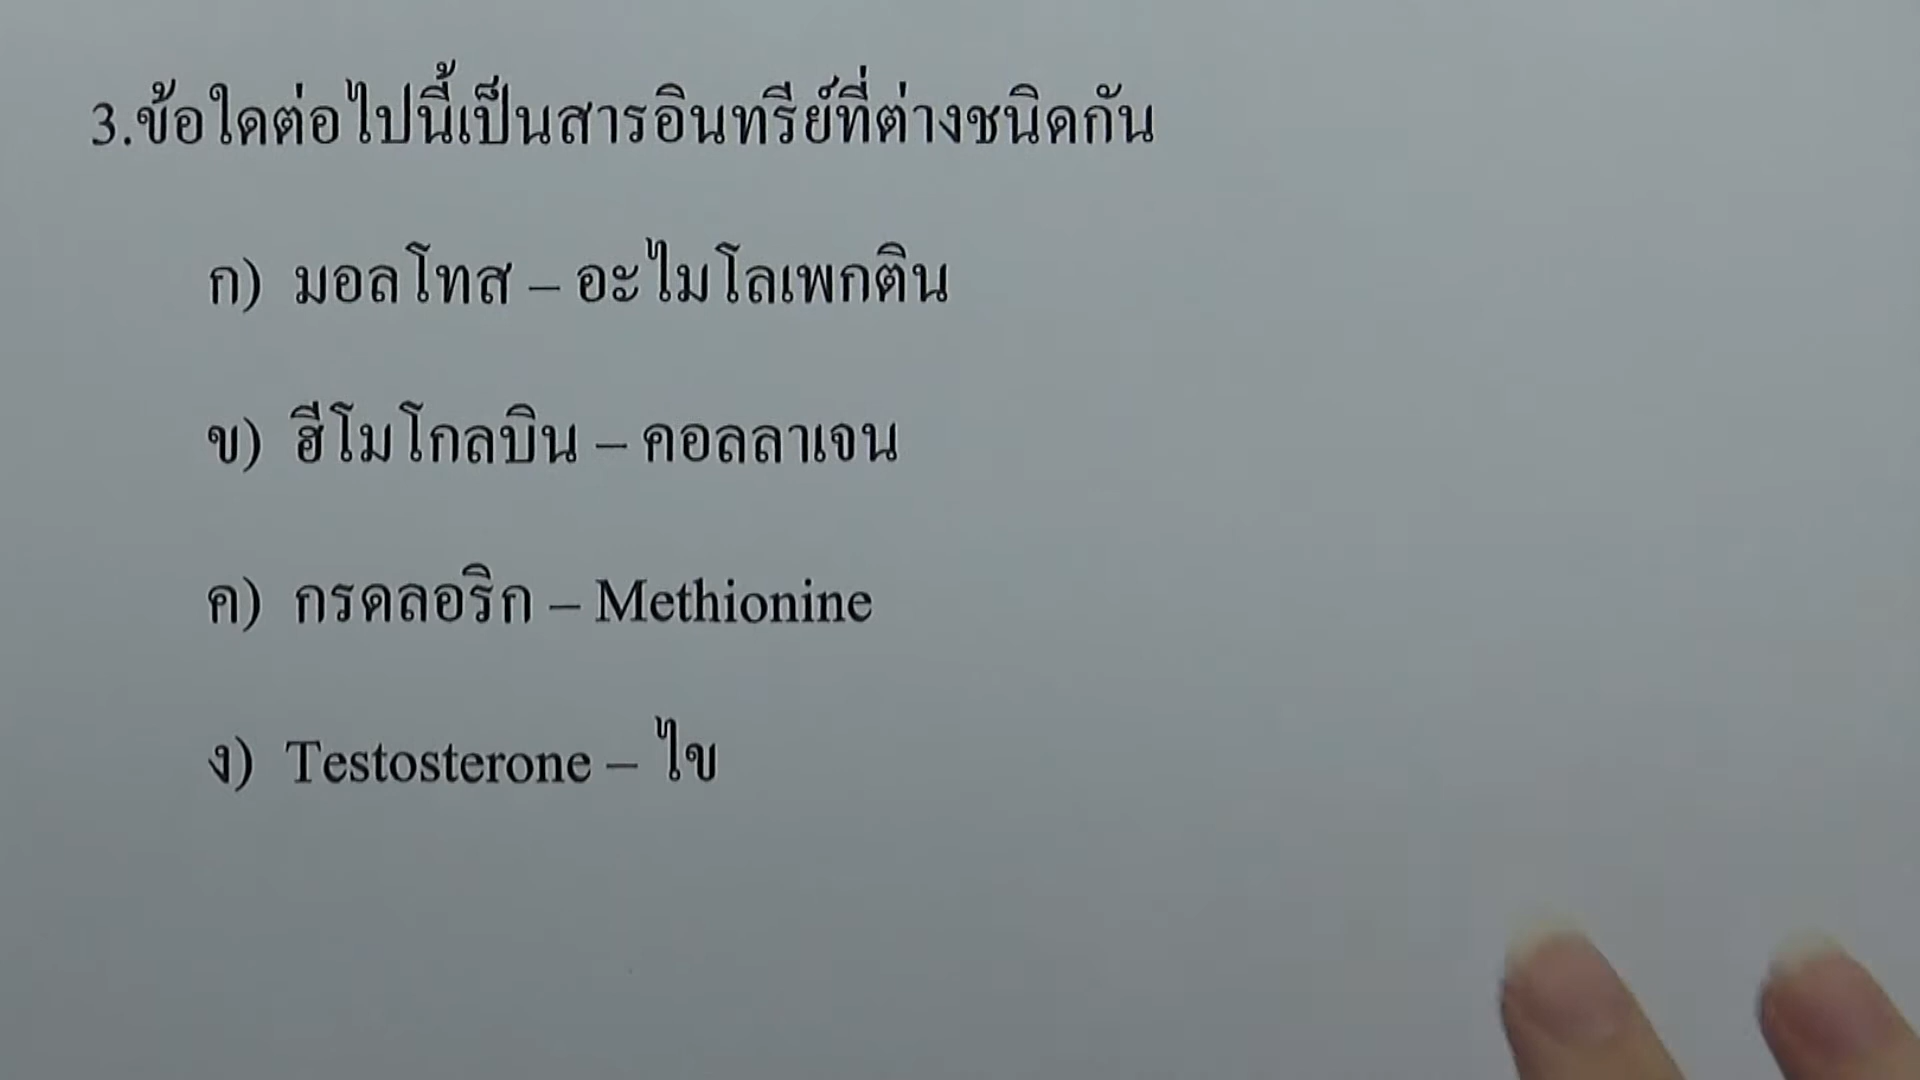 3.ข้อใดต่อไปนี้เป็นสารอินทรีย์ที่ต่างชนิดกัน
ก) มอลโทส – อะไมโลเพกติน
ข) ฮีโมโกลบิน – คอลลาเจน
ค) กรดลอริก – Methionine
ง) Testosterone – ไข